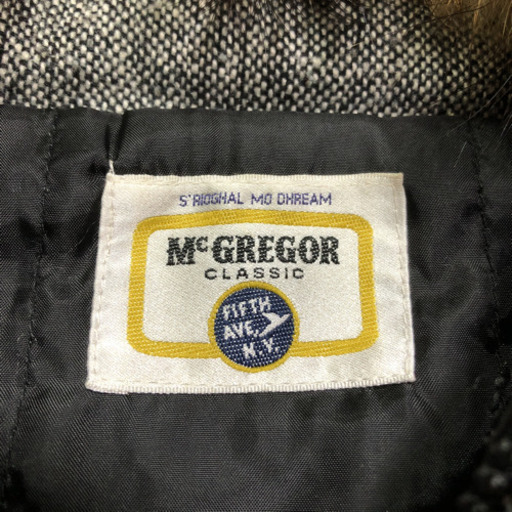 S' RIOGHAL MO DHREAM
McGREGOR
CLASSIC
FIFTH
AVE.
N.Y.